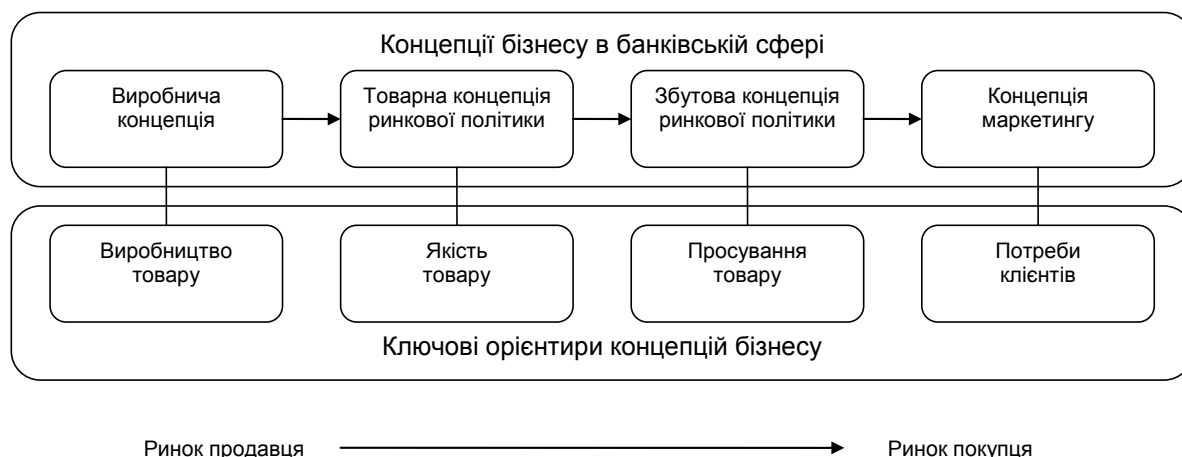 Концепції бізнесу в банківській сфері
Виробнича
концепція
Товарна концепція
ринкової політики
Збутова концепція
ринкової політики
Концепція
маркетингу
Виробництво
товару
Якість
товару
Просування
товару
Потреби
клієнтів
Ключові орієнтири концепцій бізнесу
Ринок продавця
Ринок покупця